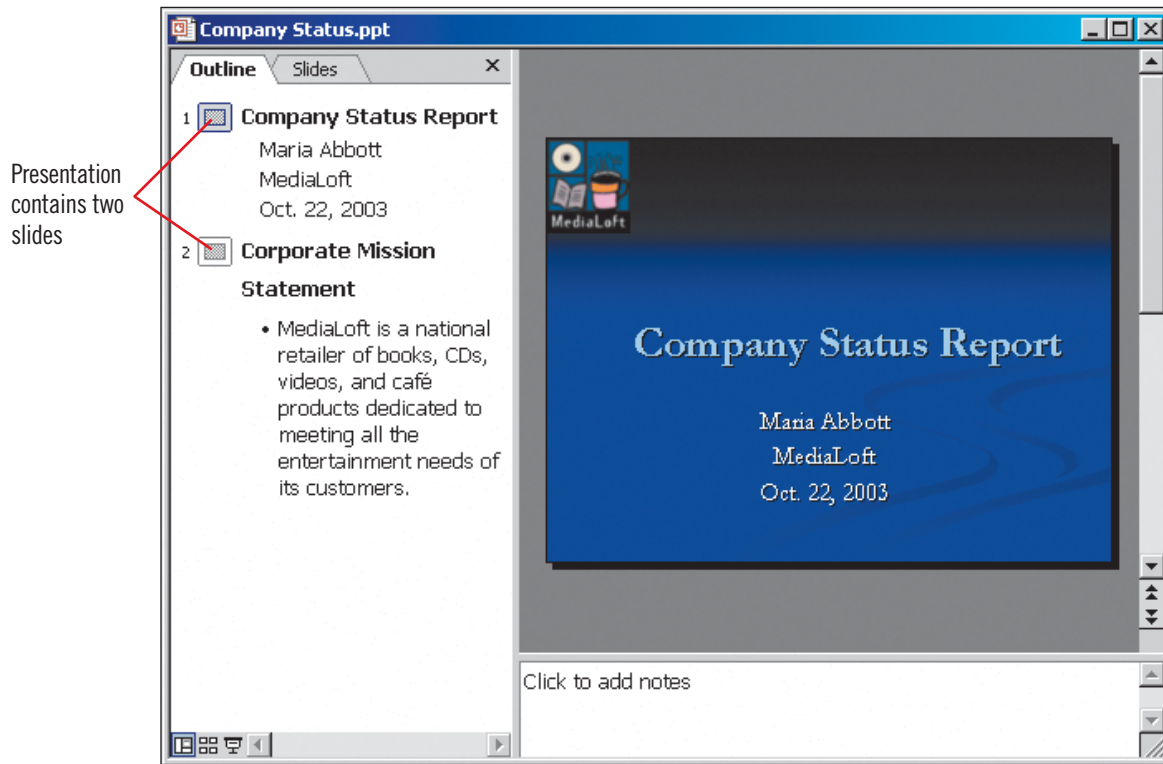 Company Status.ppt
Outline
Slides
Presentation
contains two
slides
1 Company Status Report
Maria Abbott
MediaLoft
Oct. 22, 2003
2 Corporate Mission
Statement
• MediaLoft is a national
retailer of books, CDs,
videos, and café
products dedicated to
meeting all the
entertainment needs of
its customers.
MediaLoft
Company Status Report
Maria Abbott
MediaLoft
Oct. 22, 2003
Click to add notes